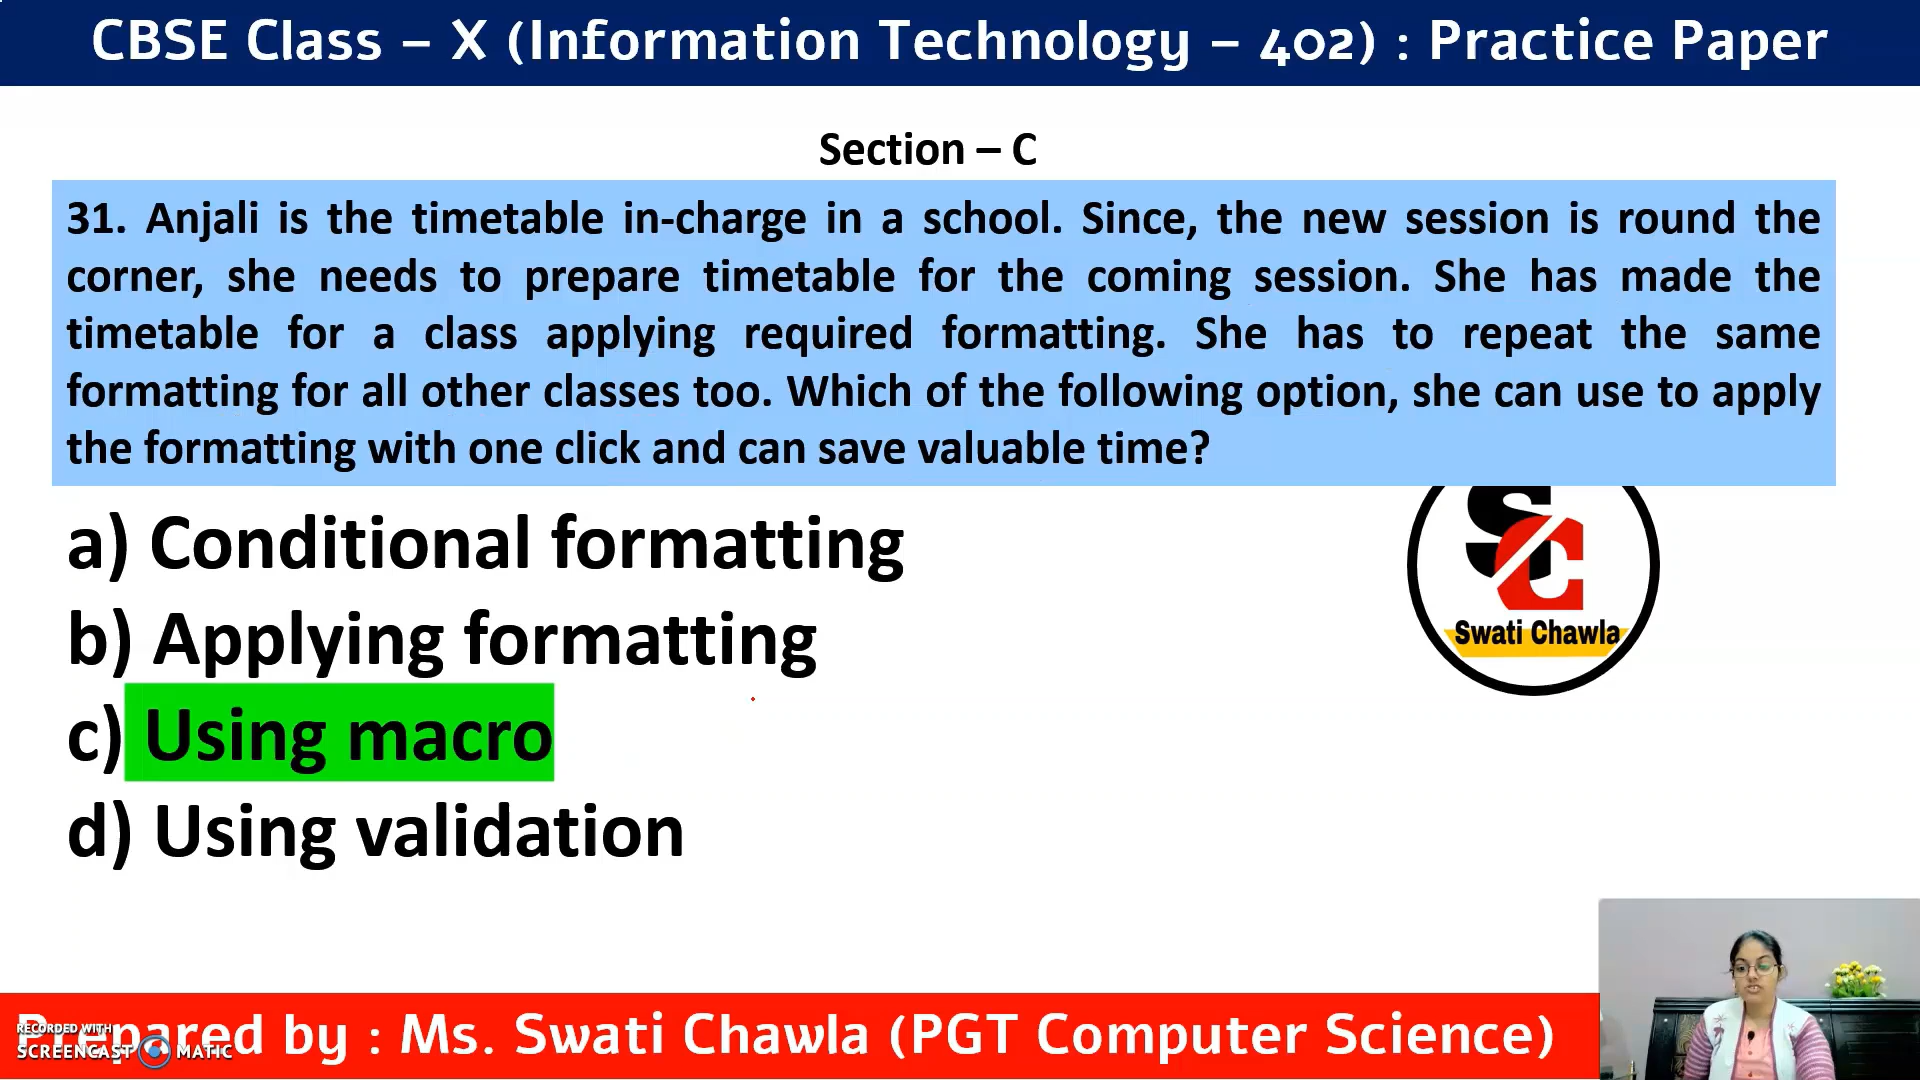 CBSE Class – X (Information Technology – 402) : Practice Paper
Section – C
31. Anjali is the timetable in-charge in a school. Since, the new session is round the
corner, she needs to prepare timetable for the coming session. She has made the
timetable for a class applying required formatting. She has to repeat the same
formatting for all other classes too. Which of the following option, she can use to apply
the formatting with one click and can save valuable time?
a) Conditional formatting
b) Applying formatting
c) Using macro
d) Using validation
SC
Swati Chawla
Prepared by : Ms. Swati Chawla (PGT Computer Science)
RECORDED WITH
SCREENCAST MATIC